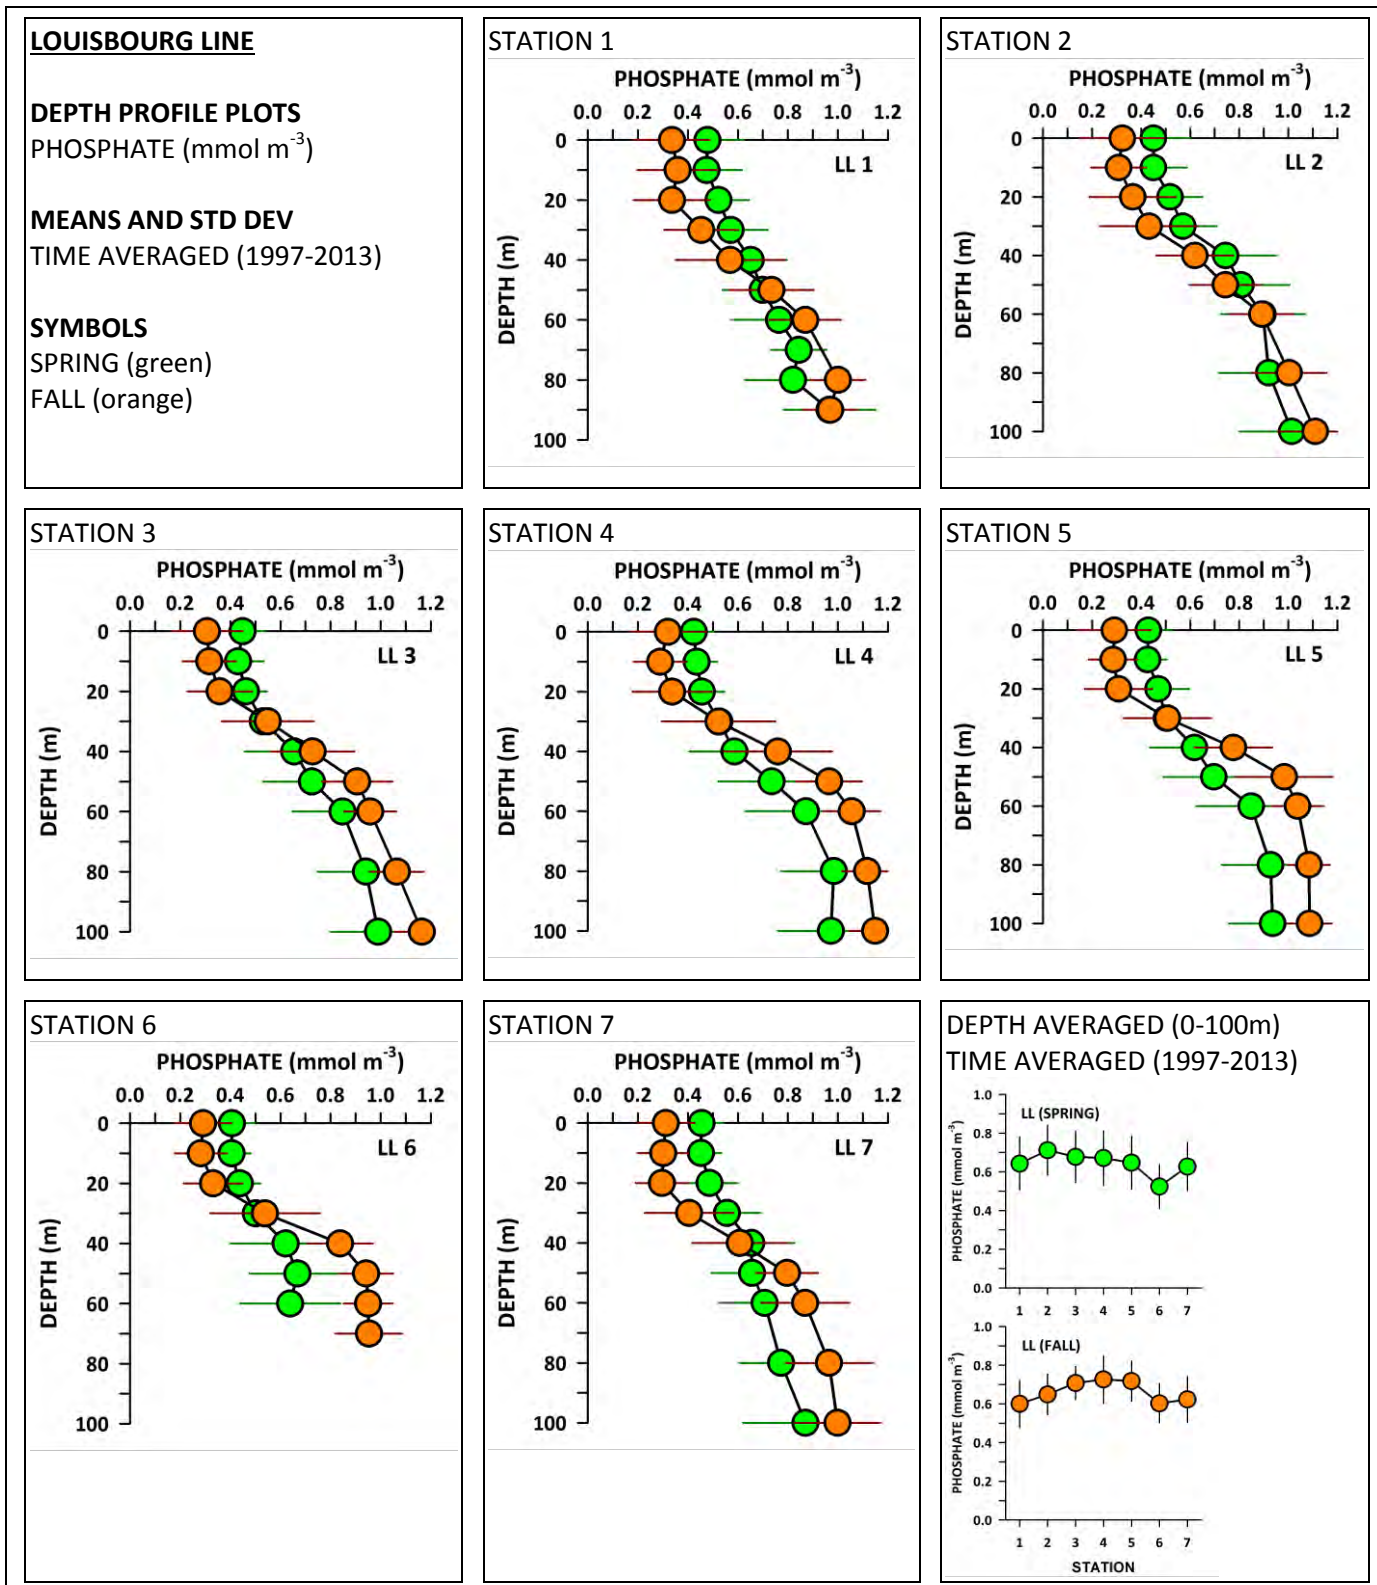 LOUISBOURG LINE
DEPTH PROFILE PLOTS
PHOSPHATE (mmol m-3)
MEANS AND STD DEV
TIME AVERAGED (1997-2013)
SYMBOLS
SPRING (green)
FALL (orange)
STATION 1
PHOSPHATE (mmol m-3)
0.0 0.2 0.4 0.6 0.8 1.0 1.2
0
20
40
60
80
100
DEPTH (m)
LL 1
STATION 2
PHOSPHATE (mmol m-3)
0.0 0.2 0.4 0.6 0.8 1.0 1.2
0
20
40
60
80
100
DEPTH (m)
LL 2
STATION 3
PHOSPHATE (mmol m-3)
0.0 0.2 0.4 0.6 0.8 1.0 1.2
0
20
40
60
80
100
DEPTH (m)
LL 3
STATION 4
PHOSPHATE (mmol m-3)
0.0 0.2 0.4 0.6 0.8 1.0 1.2
0
20
40
60
80
100
DEPTH (m)
LL 4
STATION 5
PHOSPHATE (mmol m-3)
0.0 0.2 0.4 0.6 0.8 1.0 1.2
0
20
40
60
80
100
DEPTH (m)
LL 5
STATION 6
PHOSPHATE (mmol m-3)
0.0 0.2 0.4 0.6 0.8 1.0 1.2
0
20
40
60
80
100
DEPTH (m)
LL 6
STATION 7
PHOSPHATE (mmol m-3)
0.0 0.2 0.4 0.6 0.8 1.0 1.2
0
20
40
60
80
100
DEPTH (m)
LL 7
DEPTH AVERAGED (0-100m)
TIME AVERAGED (1997-2013)
LL (SPRING)
PHOSPHATE (mmol m-3)
1.0
0.8
0.6
0.4
0.2
0.0
1 2 3 4 5 6 7
LL (FALL)
PHOSPHATE (mmol m-3)
1.0
0.8
0.6
0.4
0.2
0.0
1 2 3 4 5 6 7
STATION